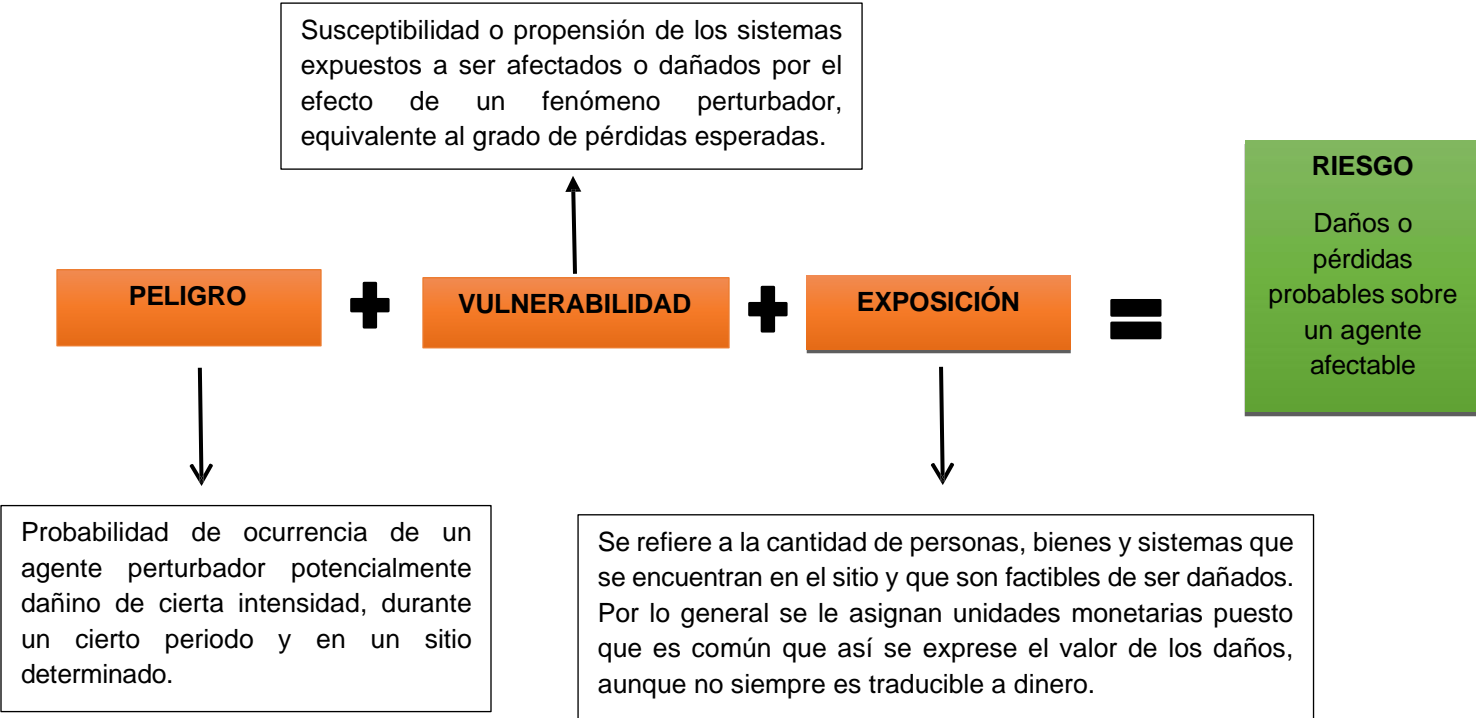 Susceptibilidad o propensión de los sistemas
expuestos a ser afectados o dañados por el
efecto de un fenómeno perturbador,
equivalente al grado de pérdidas esperadas.
PELIGRO
VULNERABILIDAD
EXPOSICIÓN
RIESGO
Daños o
pérdidas
probables sobre
un agente
afectable
Probabilidad de ocurrencia de un
agente perturbador potencialmente
dañino de cierta intensidad, durante
un cierto periodo y en un sitio
determinado.
Se refiere a la cantidad de personas, bienes y sistemas que
se encuentran en el sitio y que son factibles de ser dañados.
Por lo general se le asignan unidades monetarias puesto
que es común que así se exprese el valor de los daños,
aunque no siempre es traducible a dinero.